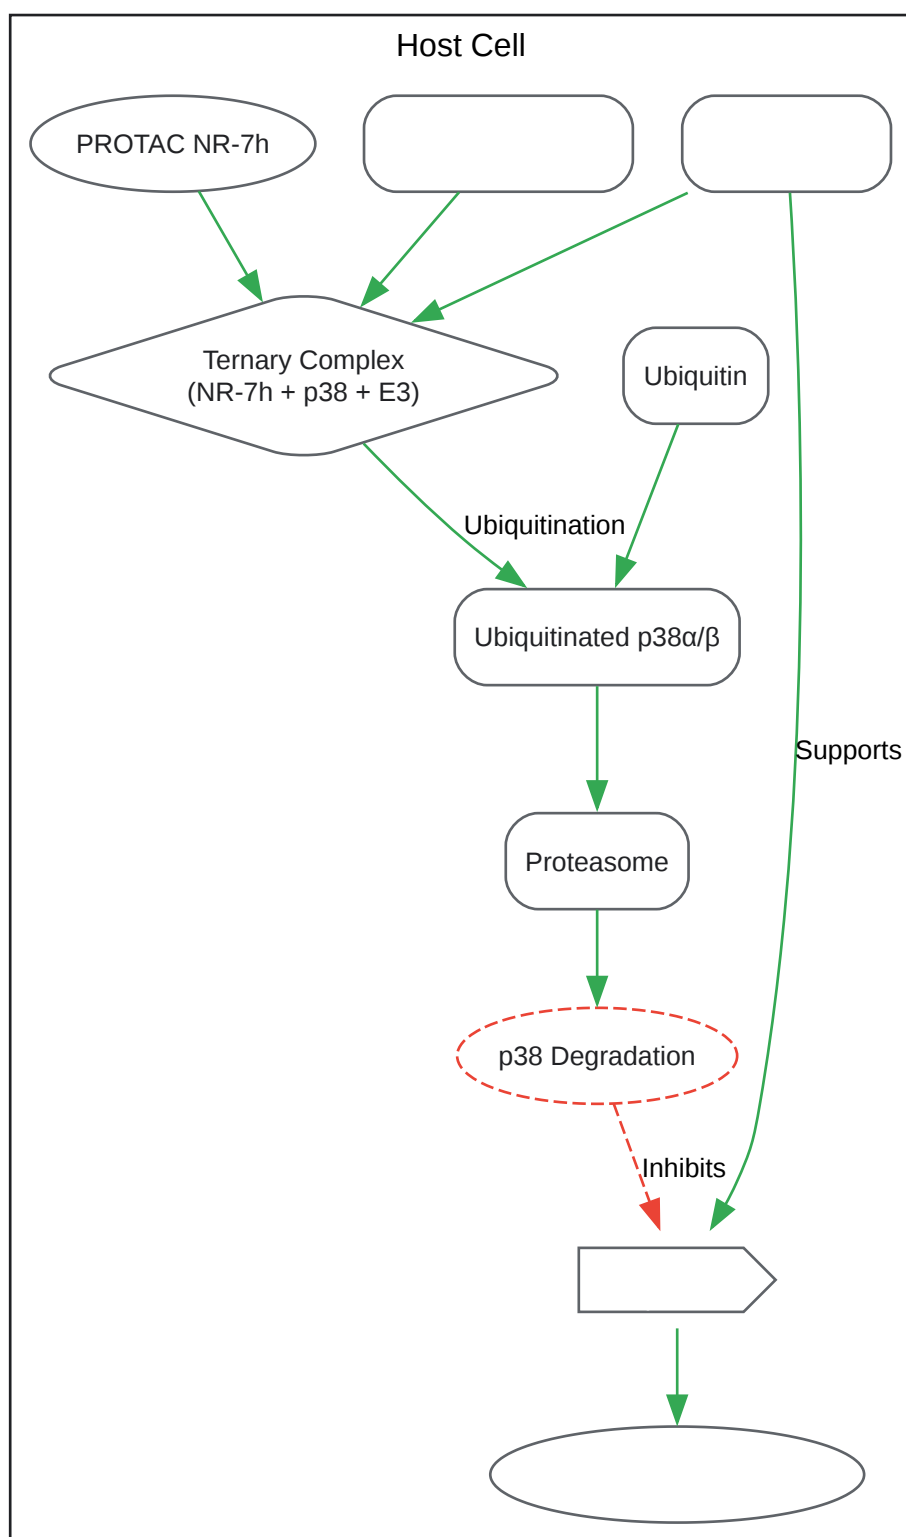 Host Cell
PROTAC NR-7h
Ternary Complex
(NR-7h + p38 + E3)
Ubiquitin
Ubiquitination
Ubiquitinated p38α/β
Supports
Proteasome
p38 Degradation
Inhibits